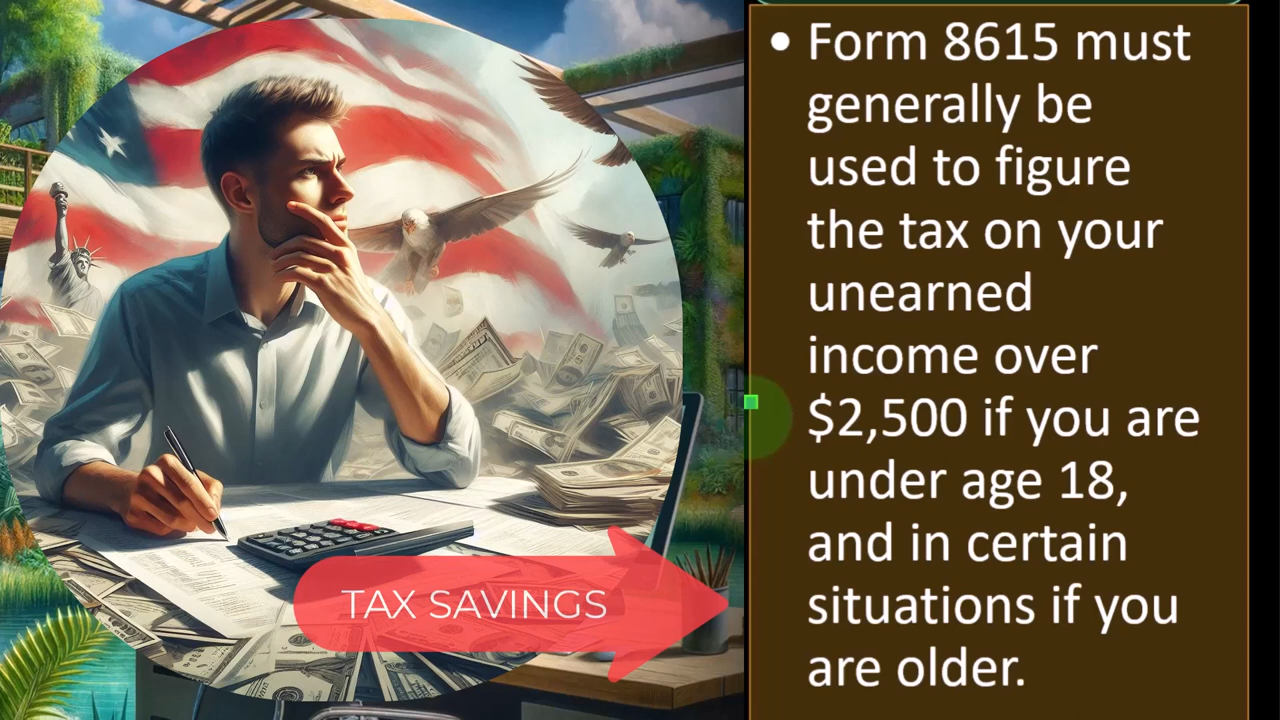 TAX SAVINGS
• Form 8615 must
generally be
used to figure
the tax on your
unearned
income over
$2,500 if you are
under age 18,
and in certain
situations if you
are older.